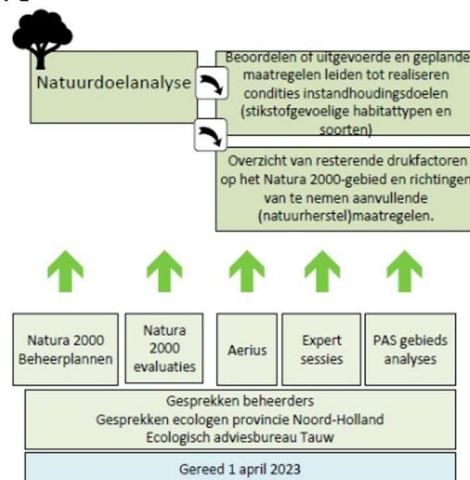 Natuurdoelanalyse
Beoordelen of uitgevoerde en geplande
maatregelen leiden tot realiseren
condities instandhoudingsdoelen
(stikstofgevoelige habitattypen en
soorten)
Overzicht van resterende drukfactoren
op het Natura 2000-gebied en richtingen
van te nemen aanvullende
(natuurherstel)maatregelen.
Natura 2000
Beheerplannen
Natura
2000
evaluaties
Aerius
Expert
sessies
PAS gebieds
analyses
Gesprekken beheerders
Gesprekken ecologen provincie Noord-Holland
Ecologisch adviesbureau Tauw
Gereed 1 april 2023